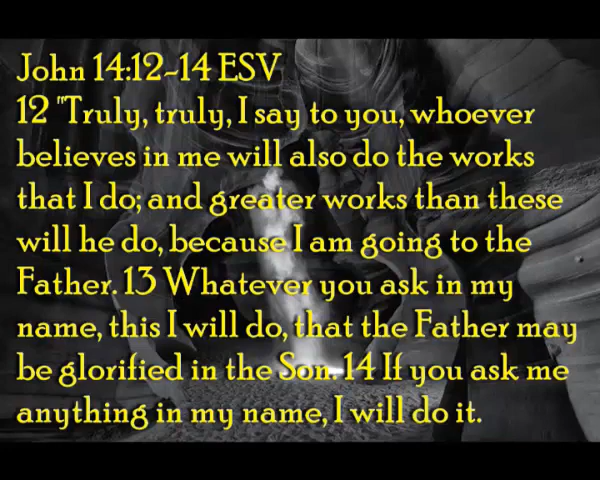 John 14:12-14 ESV
12 "Truly, truly, I say to you, whoever
believes in me will also do the works
that I do; and greater works than these
will he do, because I am going to the
Father. 13 Whatever you ask in my
name, this I will do, that the Father may
be glorified in the Son. 14 If you ask me
anything in my name, I will do it.